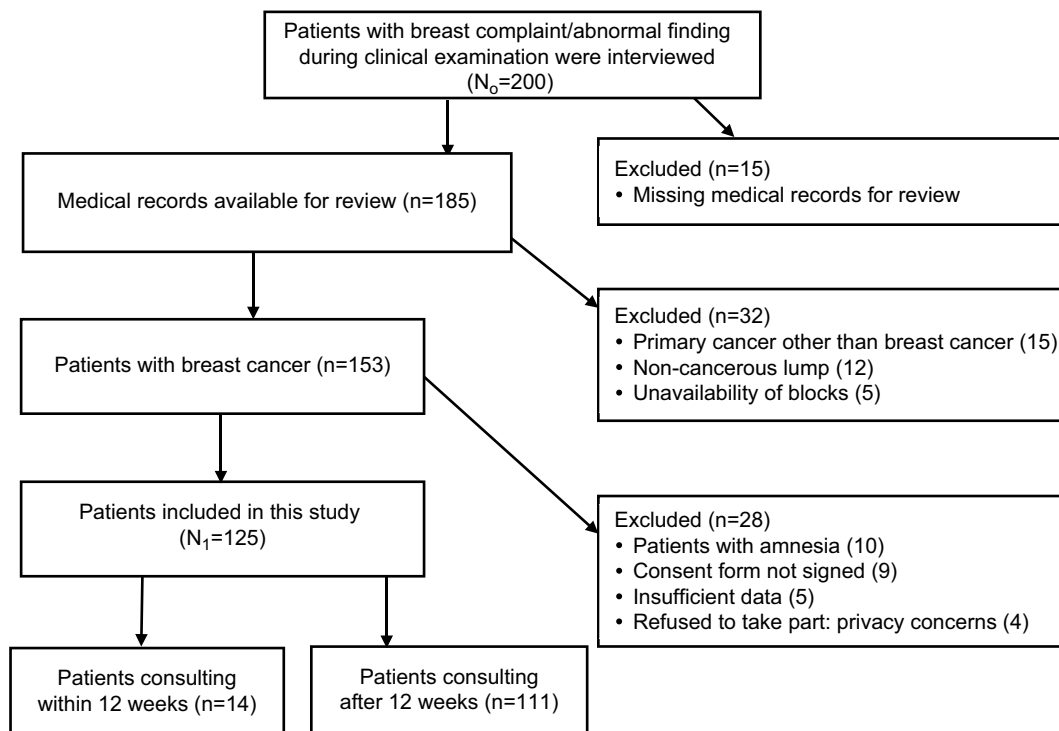 Patients with breast complaint/abnormal finding
during clinical examination were interviewed
(Nₒ=200)
Excluded (n=15)
• Missing medical records for review
Medical records available for review (n=185)
Excluded (n=32)
• Primary cancer other than breast cancer (15)
• Non-cancerous lump (12)
• Unavailability of blocks (5)
Patients with breast cancer (n=153)
Patients included in this study
(N₁=125)
Excluded (n=28)
• Patients with amnesia (10)
• Consent form not signed (9)
• Insufficient data (5)
• Refused to take part: privacy concerns (4)
Patients consulting
within 12 weeks (n=14)
Patients consulting
after 12 weeks (n=111)